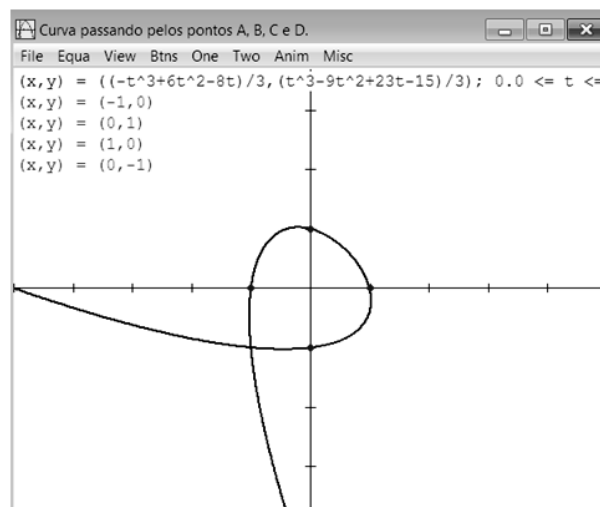 Curva passando pelos pontos A, B, C e D.
File Equa View Btns One Two Anim Misc
(x,y) = ((-t^3+6t^2-8t)/3,(t^3-9t^2+23t-15)/3); 0.0 <= t <=
(x,y) = (-1,0)
(x,y) = (0,1)
(x,y) = (1,0)
(x,y) = (0,-1)